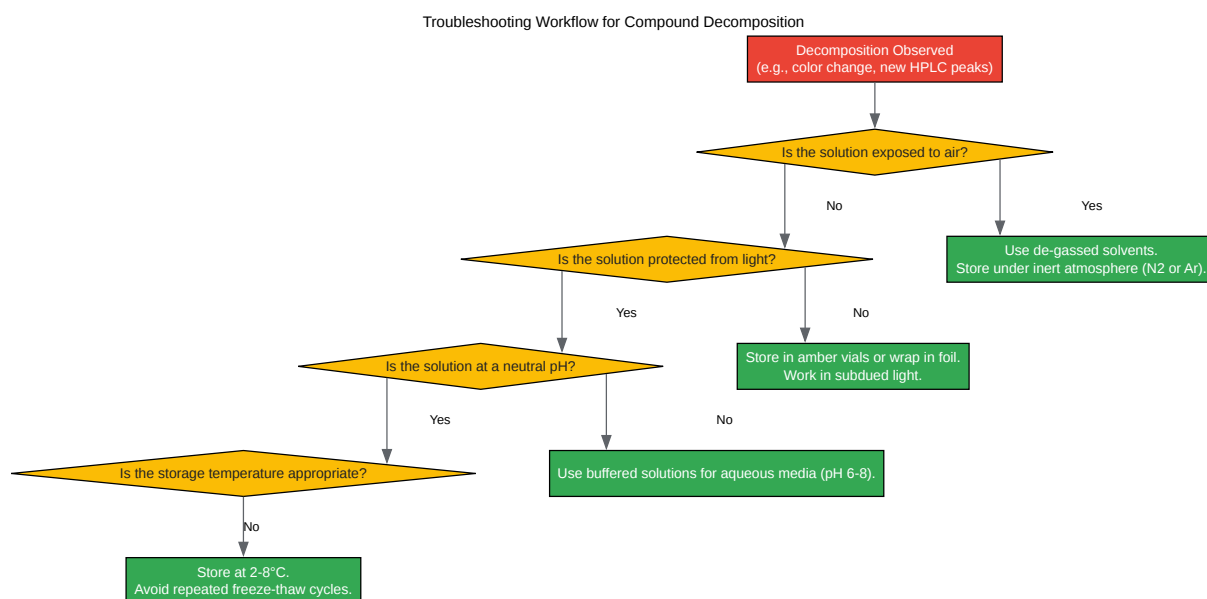 Troubleshooting Workflow for Compound Decomposition
Decomposition Observed
(e.g., color change, new HPLC peaks)
Is the solution exposed to air?
No
Yes
Use de-gassed solvents.
Store under inert atmosphere (N2 or Ar).
Is the solution protected from light?
Yes
No
Store in amber vials or wrap in foil.
Work in subdued light.
Is the solution at a neutral pH?
Yes
No
Use buffered solutions for aqueous media (pH 6-8).
Is the storage temperature appropriate?
No
Store at 2-8°C.
Avoid repeated freeze-thaw cycles.